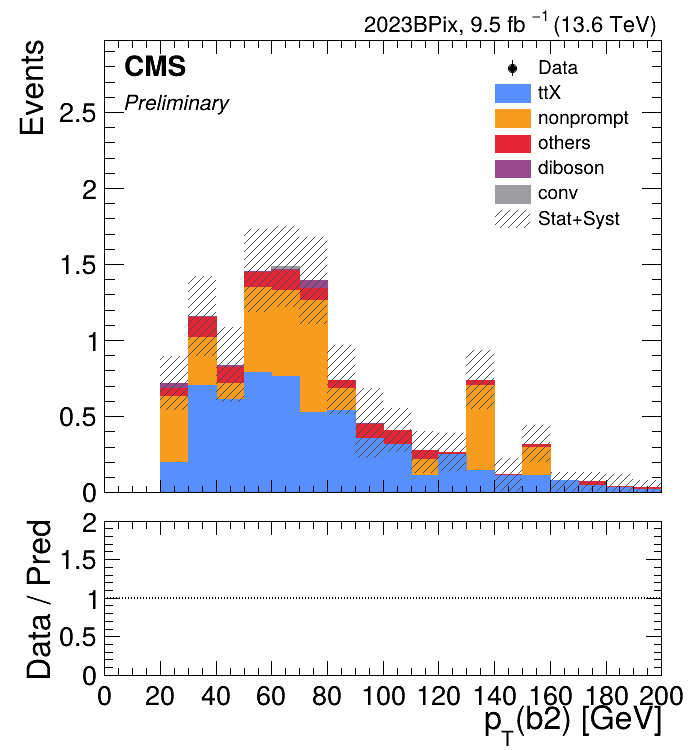 2023BPix, 9.5 fb⁻¹ (13.6 TeV)
CMS
Preliminary
Data
ttX
nonprompt
others
diboson
conv
Stat+Syst
Events
2.5
2
1.5
1
0.5
0
Data / Pred
2
1.5
1
0.5
0
0 20 40 60 80 100 120 140 160 180 200
p_T(b2) [GeV]